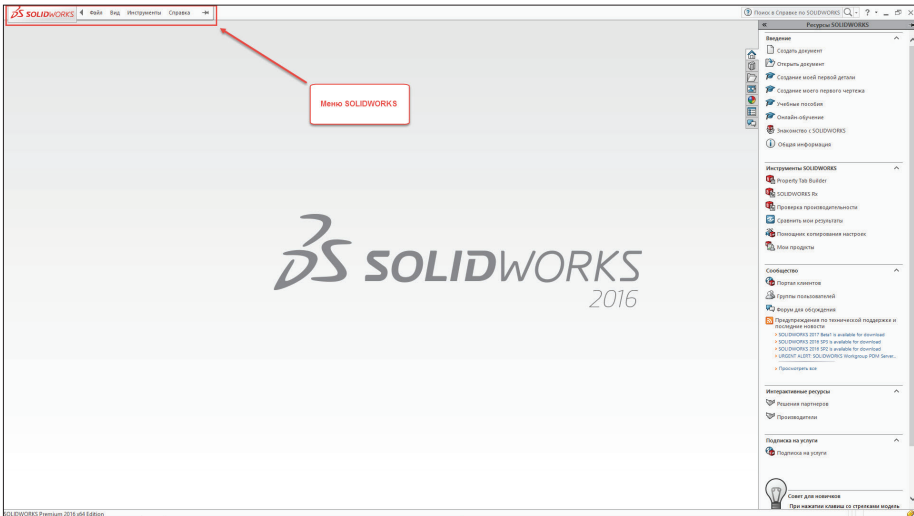 SOLIDWORKS Файл Вид Инструменты Справка
Поиск в Справке по SOLIDWORKS ?
Ресурсы SOLIDWORKS
Меню SOLIDWORKS
SOLIDWORKS
2016
Введение
Создать документ
Открыть документ
Создание моей первой детали
Создание моего первого чертежа
Учебные пособия
Онлайн-обучение
Знакомство с SOLIDWORKS
Общая информация
Инструменты SOLIDWORKS
Property Tab Builder
SOLIDWORKS Rx
Проверка производительности
Сравнить мои результаты
Помощник копирования настроек
Мои продукты
Сообщество
Портал клиентов
Группы пользователей
Форум для обсуждения
Предупреждения по технической поддержке и
последние новости
> SOLIDWORKS 2017 Beta1 is available for download
> SOLIDWORKS 2016 SP3 is available for download
> SOLIDWORKS 2016 SP2 is available for download
> URGENT ALERT: SOLIDWORKS Workgroup PDM Server...
> Просмотреть все
Интерактивные ресурсы
Решения партнеров
Производители
Подписка на услуги
Подписка на услуги
Совет для новичков
При нажатии клавиш со стрелками модель
SOLIDWORKS Premium 2016 x64 Edition